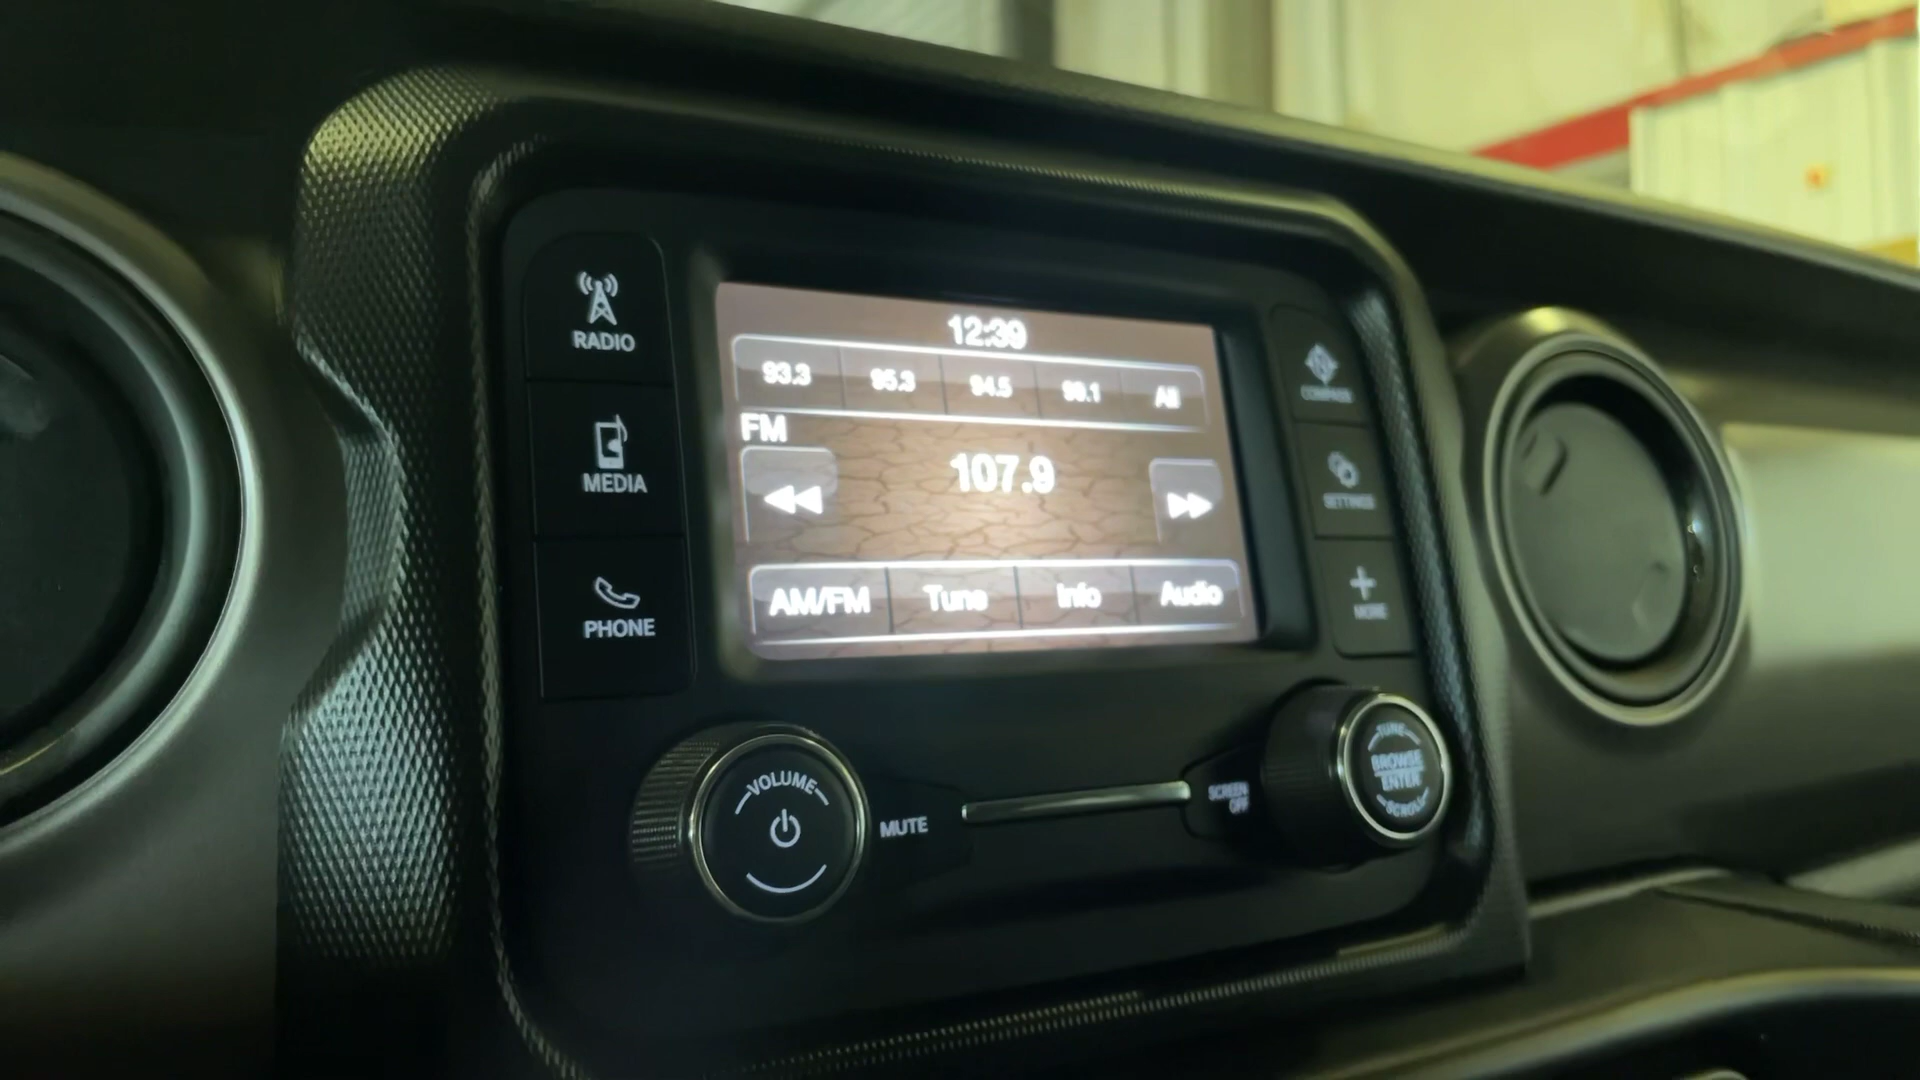 RADIO
MEDIA
PHONE
12:39
93.3 95.3 94.5 99.1 All
FM
107.9
AM/FM Tune Info Audio
COMPASS
SETTINGS
MORE
VOLUME
MUTE
SCREEN
OFF
TUNE
BROWSE
ENTER
SCROLL